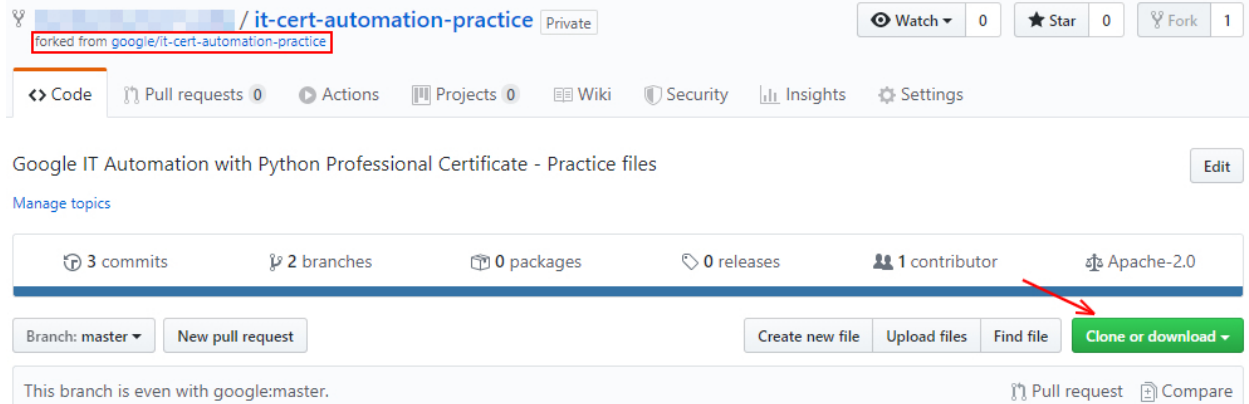 / it-cert-automation-practice Private Watch 0 Star 0 Fork 1
forked from google/it-cert-automation-practice
Code Pull requests 0 Actions Projects 0 Wiki Security Insights Settings
Google IT Automation with Python Professional Certificate - Practice files Edit
Manage topics
3 commits 2 branches 0 packages 0 releases 1 contributor Apache-2.0
Branch: master New pull request Create new file Upload files Find file Clone or download
This branch is even with google:master. Pull request Compare